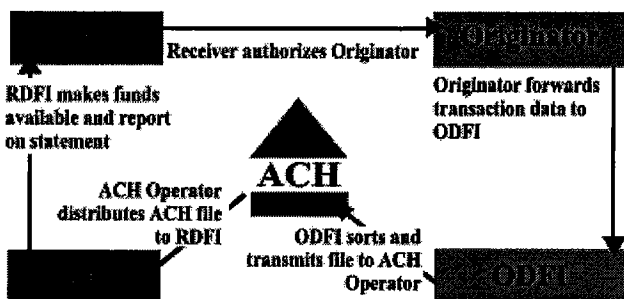 Originator
Receiver authorizes Originator
RDFI makes funds
available and report
on statement
Originator forwards
transaction data to
ODFI
ACH
ACH Operator
distributes ACH file
to RDFI
ODFI sorts and
transmits file to ACH
Operator
ODFI